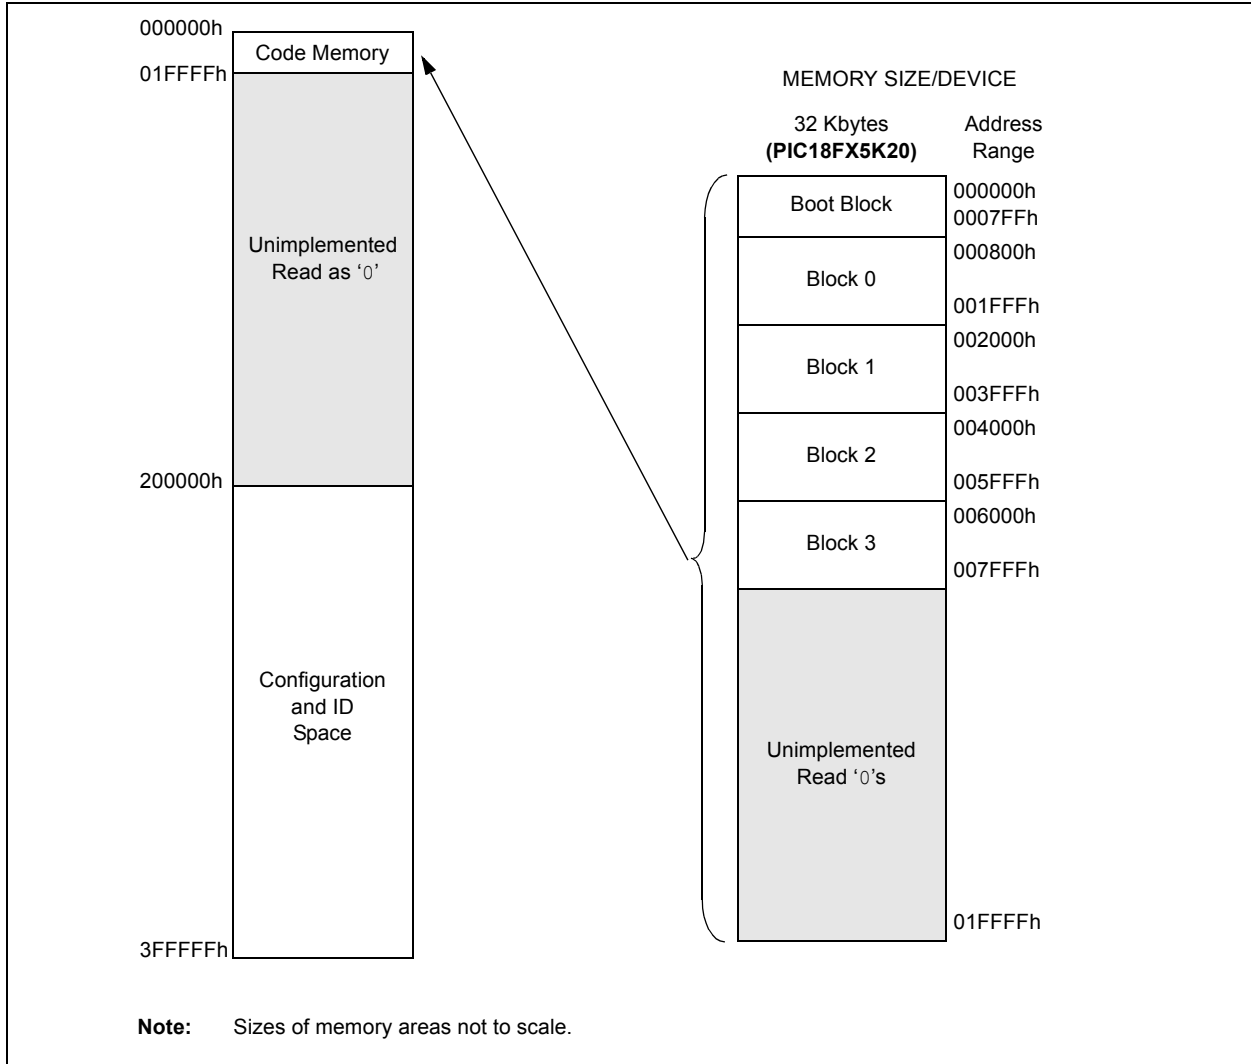 000000h
Code Memory
01FFFFh
Unimplemented
Read as ‘0’
200000h
Configuration
and ID
Space
3FFFFFh
MEMORY SIZE/DEVICE
32 Kbytes
(PIC18FX5K20)
Address
Range
Boot Block
000000h
0007FFh
Block 0
000800h
001FFFh
Block 1
002000h
003FFFh
Block 2
004000h
005FFFh
Block 3
006000h
007FFFh
Unimplemented
Read ‘0’s
01FFFFh
Note: Sizes of memory areas not to scale.